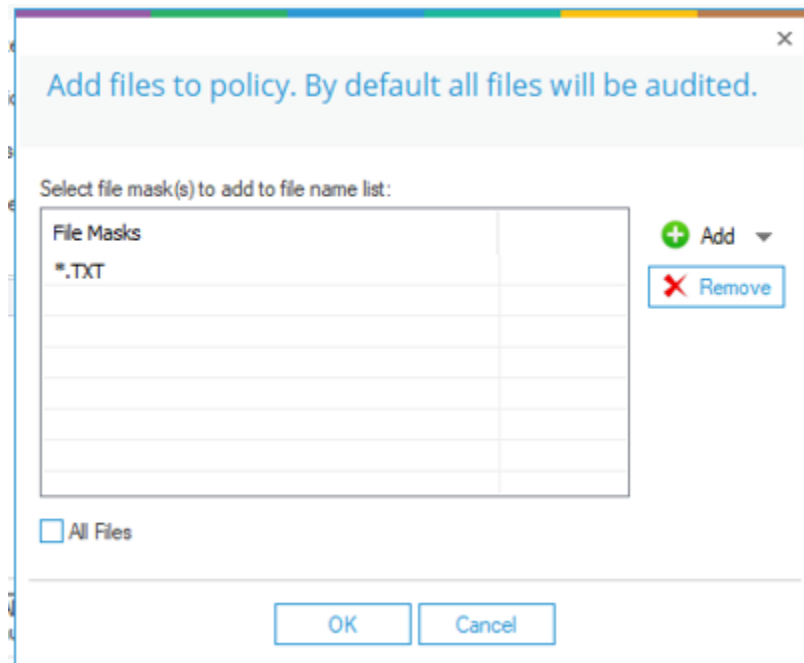 Add files to policy. By default all files will be audited.
Select file mask(s) to add to file name list:
File Masks
*.TXT
Add
Remove
All Files
OK
Cancel